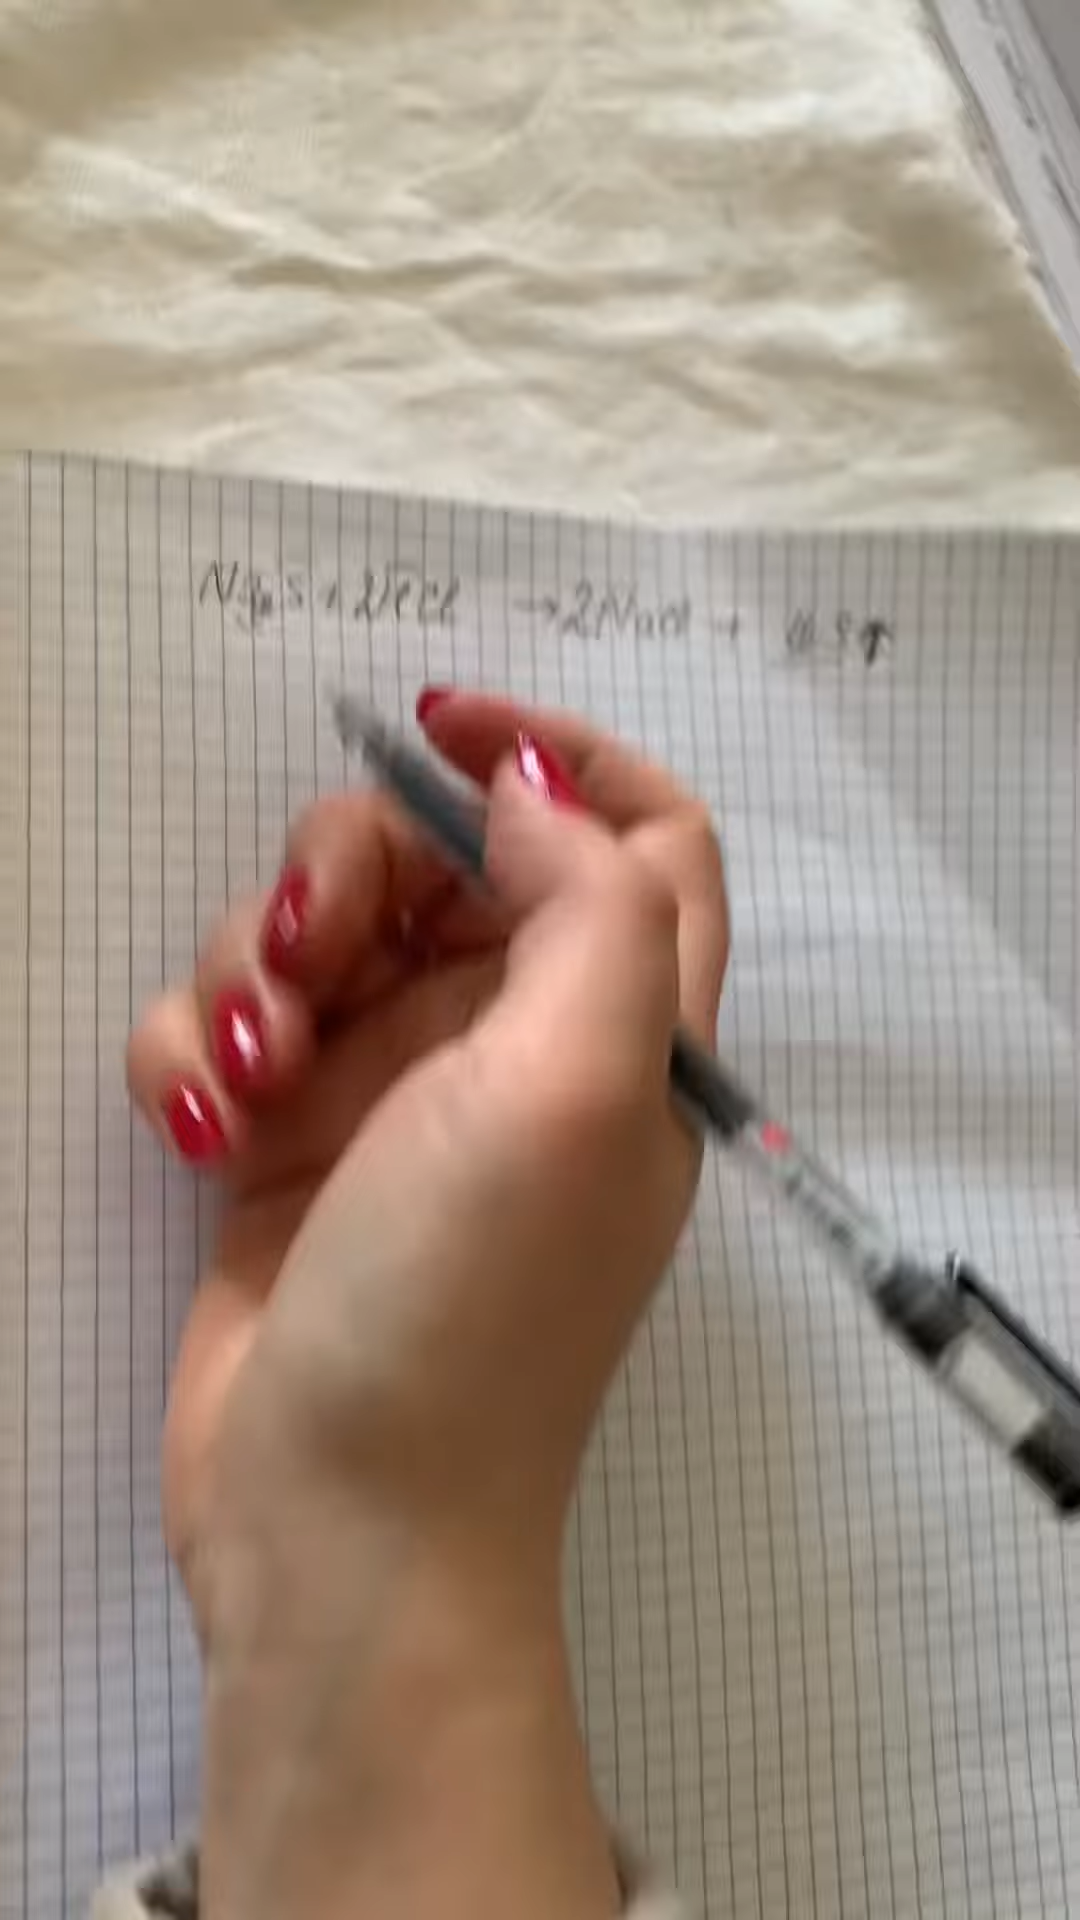 Na₂S + 2HCl → 2NaCl + H₂S↑